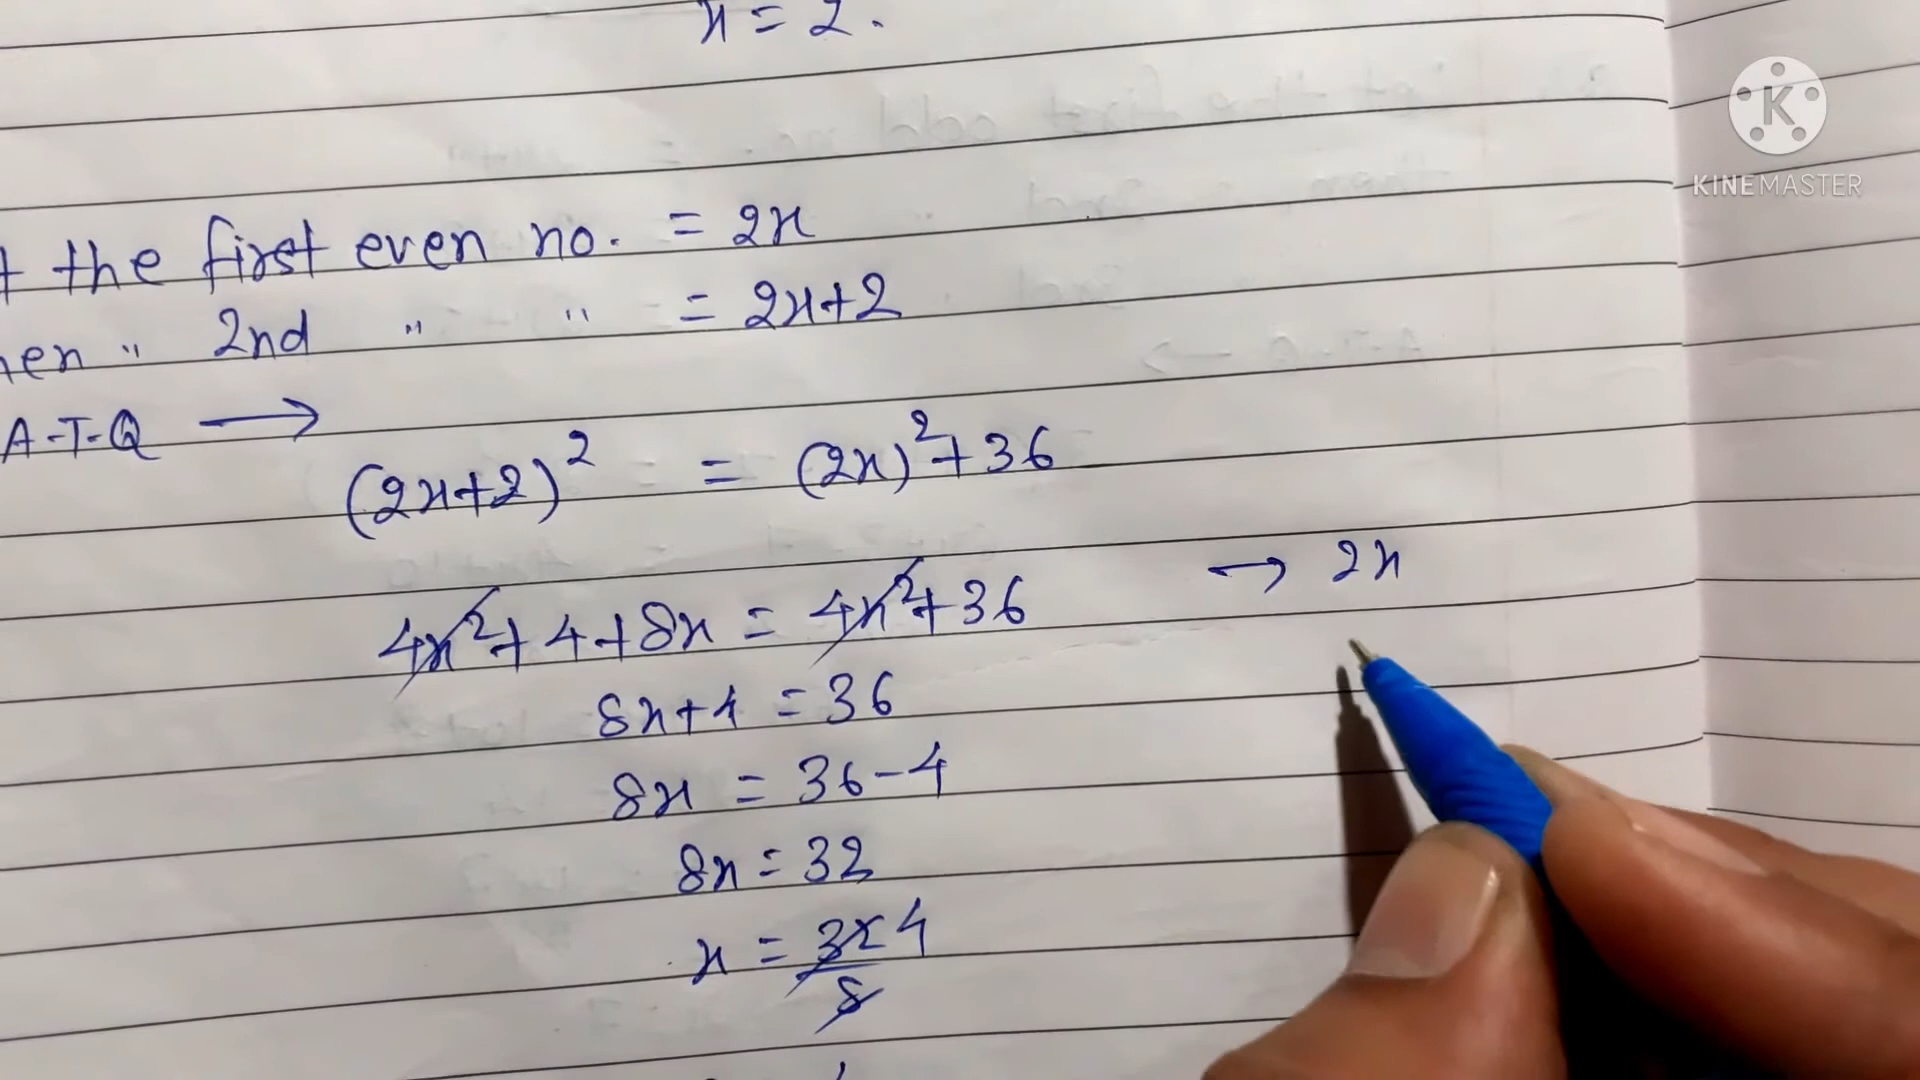 x = 2.
K
KINEMASTER
the first even no. = 2x
" 2nd " " = 2x+2
A-T-Q →
(2x+2)² = (2x)²+36
4x²+4+8x = 4x²+36 → 2x
8x+4 = 36
8x = 36-4
8x = 32
x = 32 4
8